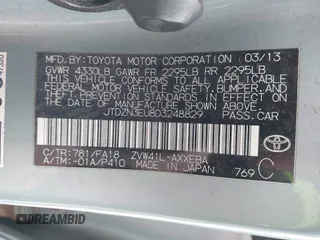 MFD. BY: TOYOTA MOTOR CORPORATION 03/13
GVWR 4330LB GAWR FR 2295LB RR 2295LB
THIS VEHICLE CONFORMS TO ALL APPLICABLE
FEDERAL MOTOR VEHICLE SAFETY, BUMPER, AND
THEFT PREVENTION STANDARDS IN EFFECT ON THE
DATE OF MANUFACTURE SHOWN ABOVE.
JTDZN3EU8D3248829 PASS.CAR
C/TR:781/FA18 ZVW41L-AXXEBA
A/TM:-01A/P410 MADE IN JAPAN 769 C
TOYOTA
AUTOBIDMASTER